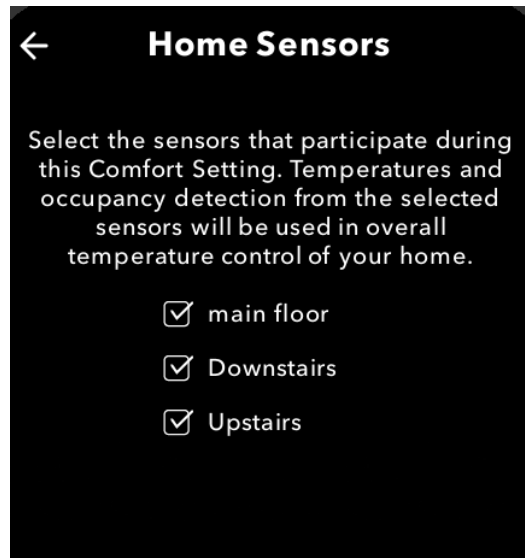 Home Sensors
Select the sensors that participate during
this Comfort Setting. Temperatures and
occupancy detection from the selected
sensors will be used in overall
temperature control of your home.
main floor
Downstairs
Upstairs